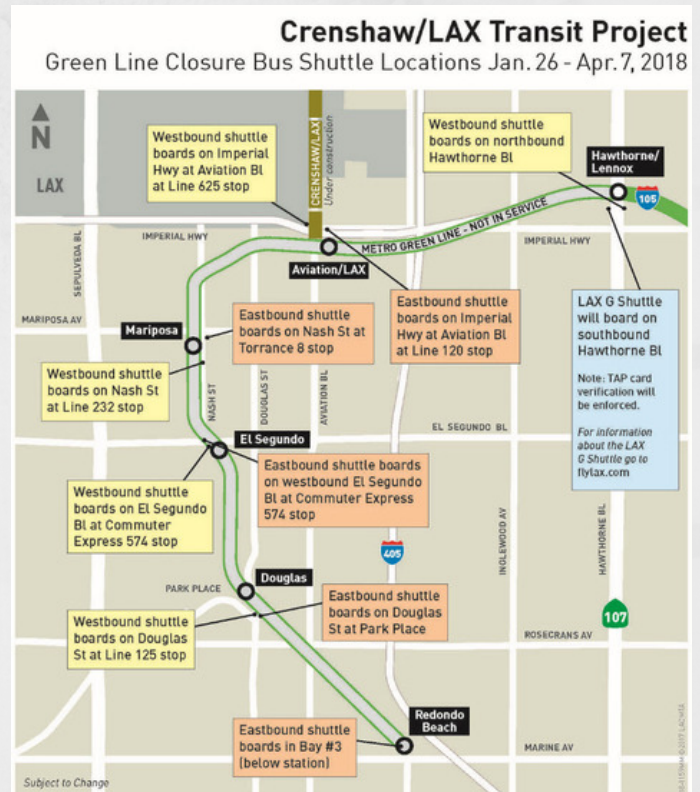 Crenshaw/LAX Transit Project
Green Line Closure Bus Shuttle Locations Jan. 26 - Apr. 7, 2018
N
LAX
Westbound shuttle
boards on Imperial
Hwy at Aviation Bl
at Line 625 stop
CRENSHAW/LAX
Under construction
Westbound shuttle
boards on northbound
Hawthorne Bl
Hawthorne/
Lennox
105
METRO GREEN LINE - NOT IN SERVICE
IMPERIAL HWY
IMPERIAL HWY
SEPULVEDA BL
Aviation/LAX
MARIPOSA AV
Mariposa
Eastbound shuttle
boards on Nash St at
Torrance 8 stop
Eastbound shuttle
boards on Imperial
Hwy at Aviation Bl
at Line 120 stop
LAX G Shuttle
will board on
southbound
Hawthorne Bl
Note: TAP card
verification will
be enforced.
For information
about the LAX
G Shuttle go to
flylax.com
Westbound shuttle
boards on Nash St
at Line 232 stop
NASH ST
DOUGLAS ST
AVIATION BL
EL SEGUNDO BL
El Segundo
Eastbound shuttle boards
on westbound El Segundo
Bl at Commuter Express
574 stop
Westbound shuttle
boards on El Segundo
Bl at Commuter
Express 574 stop
405
INGLEWOOD AV
HAWTHORNE BL
PARK PLACE
Douglas
Eastbound shuttle
boards on Douglas
St at Park Place
107
Westbound shuttle
boards on Douglas
St at Line 125 stop
ROSECRANS AV
Redondo
Beach
Eastbound shuttle
boards in Bay #3
(below station)
MARINE AV
Subject to Change